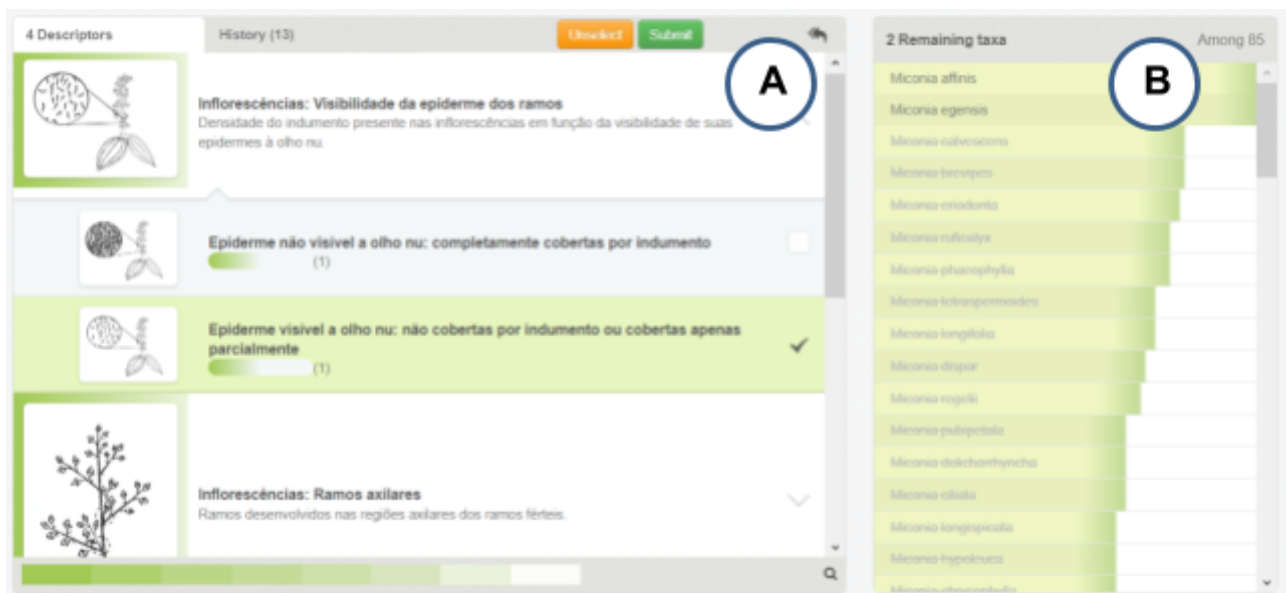 4 Descriptors
History (13)
Unselect
Submit
A
Inflorescências: Visibilidade da epiderme dos ramos
Densidade do indumento presente nas inflorescências em função da visibilidade de suas
epidermes à olho nu.
Epiderme não visivel a olho nu: completamente cobertas por indumento
(1)
Epiderme visivel a olho nu: não cobertas por indumento ou cobertas apenas
parcialmente
(1)
Inflorescências: Ramos axilares
Ramos desenvolvidos nas regiões axilares dos ramos férteis.
2 Remaining taxa
Among 85
B
Miconia affinis
Miconia egensis
Miconia calvescens
Miconia brevipes
Miconia eriodonta
Miconia ruficalyx
Miconia phaeophylla
Miconia tetraspermoides
Miconia longifolia
Miconia dispar
Miconia regelii
Miconia pubipetala
Miconia dolichorrhyncha
Miconia ciliata
Miconia longispicata
Miconia hypoleuca
Miconia chrysophylla